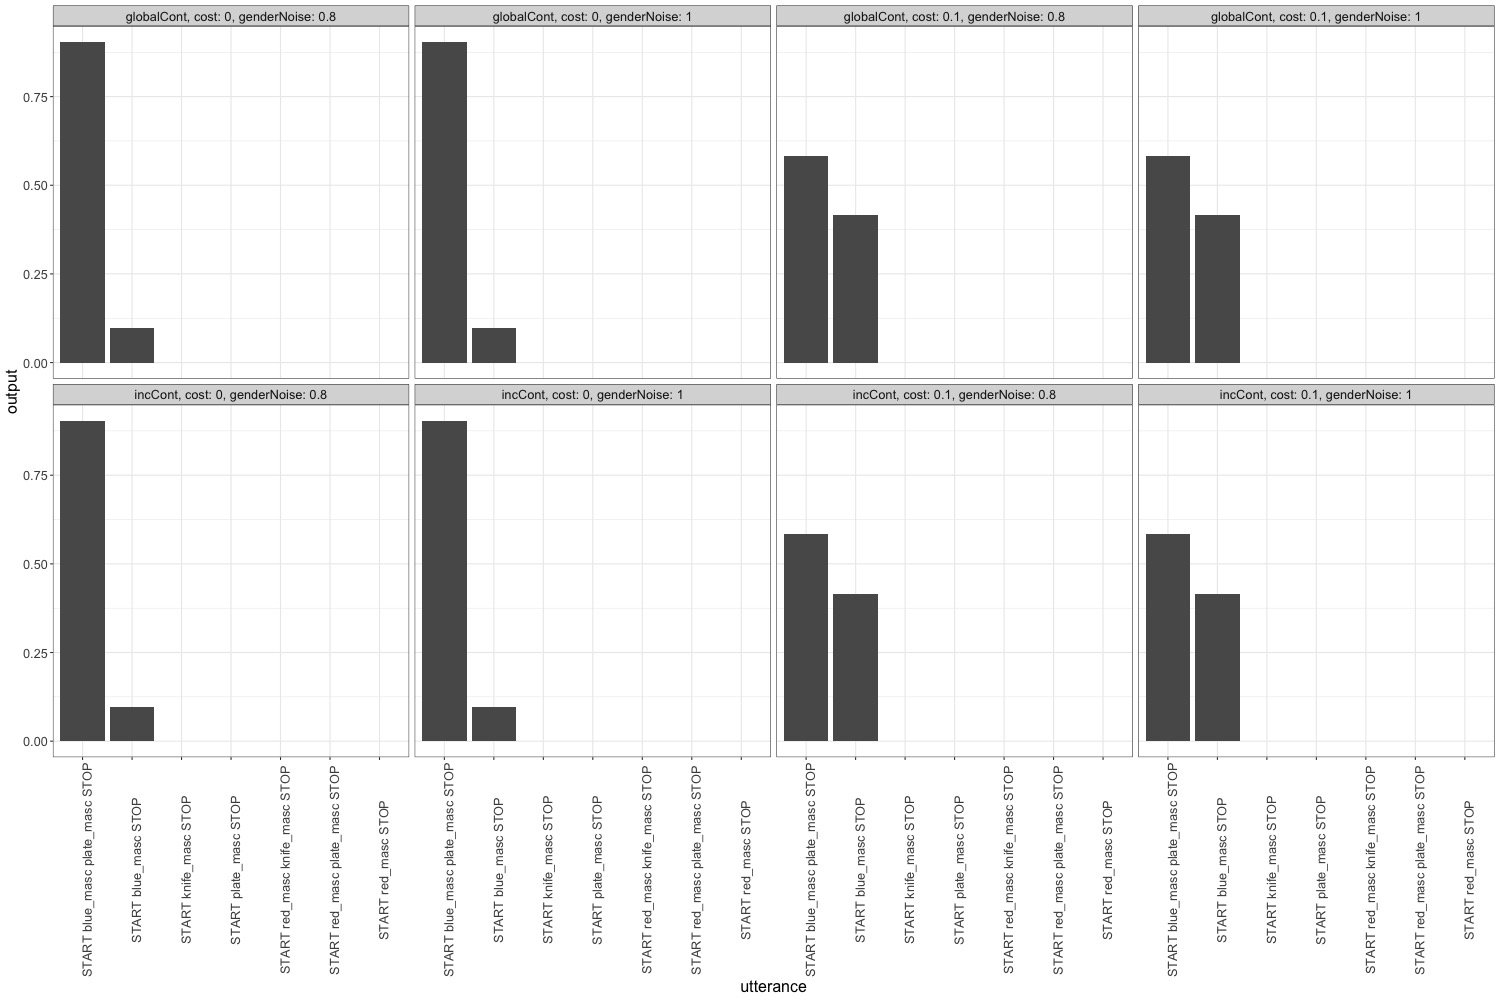 globalCont, cost: 0, genderNoise: 0.8
globalCont, cost: 0, genderNoise: 1
globalCont, cost: 0.1, genderNoise: 0.8
globalCont, cost: 0.1, genderNoise: 1
0.75
0.50
0.25
0.00
output
incCont, cost: 0, genderNoise: 0.8
incCont, cost: 0, genderNoise: 1
incCont, cost: 0.1, genderNoise: 0.8
incCont, cost: 0.1, genderNoise: 1
0.75
0.50
0.25
0.00
START blue_masc plate_masc STOP
START blue_masc STOP
START knife_masc STOP
START plate_masc STOP
START red_masc knife_masc STOP
START red_masc plate_masc STOP
START red_masc STOP
START blue_masc plate_masc STOP
START blue_masc STOP
START knife_masc STOP
START plate_masc STOP
START red_masc knife_masc STOP
START red_masc plate_masc STOP
START red_masc STOP
START blue_masc plate_masc STOP
START blue_masc STOP
START knife_masc STOP
START plate_masc STOP
START red_masc knife_masc STOP
START red_masc plate_masc STOP
START red_masc STOP
START blue_masc plate_masc STOP
START blue_masc STOP
START knife_masc STOP
START plate_masc STOP
START red_masc knife_masc STOP
START red_masc plate_masc STOP
START red_masc STOP
utterance